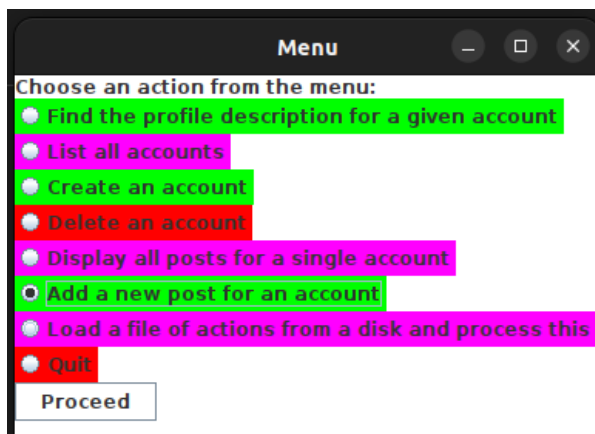 Menu
Choose an action from the menu:
Find the profile description for a given account
List all accounts
Create an account
Delete an account
Display all posts for a single account
Add a new post for an account
Load a file of actions from a disk and process this
Quit
Proceed